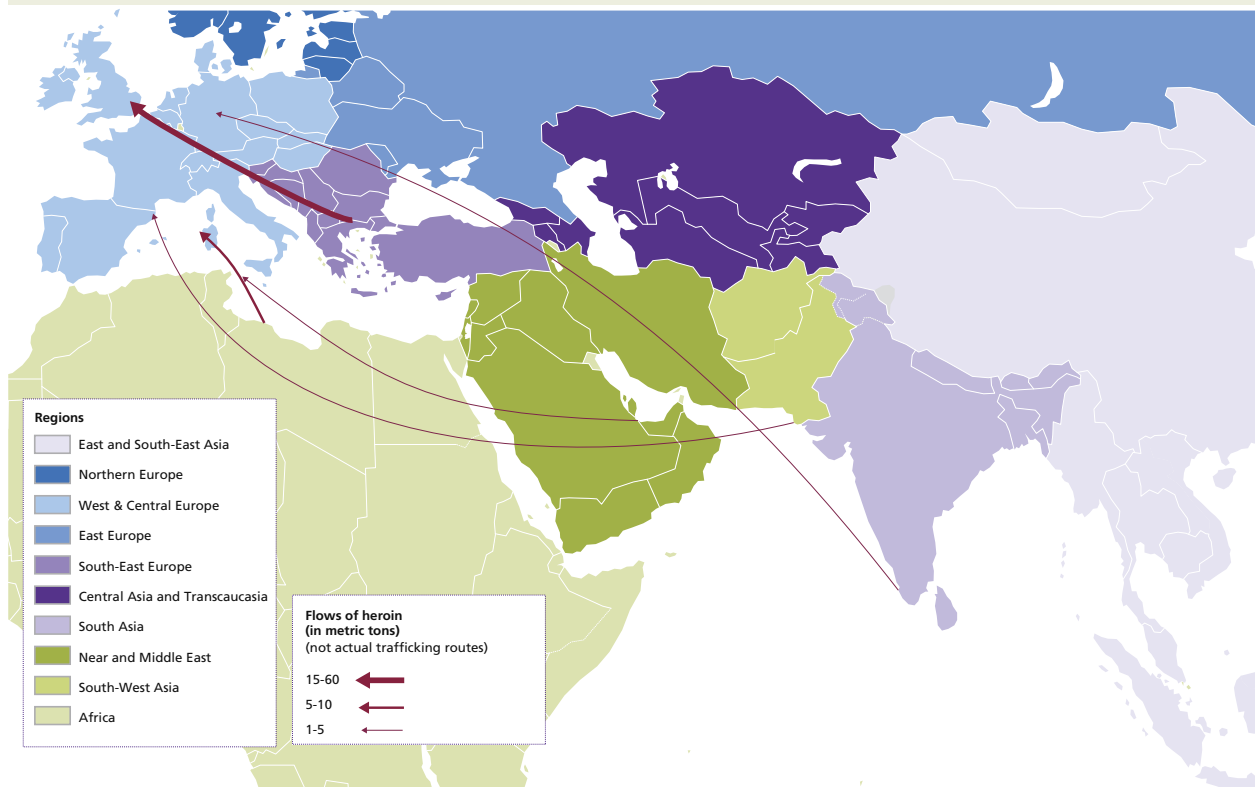 Regions
East and South-East Asia
Northern Europe
West & Central Europe
East Europe
South-East Europe
Central Asia and Transcaucasia
South Asia
Near and Middle East
South-West Asia
Africa
Flows of heroin
(in metric tons)
(not actual trafficking routes)
15-60
5-10
1-5